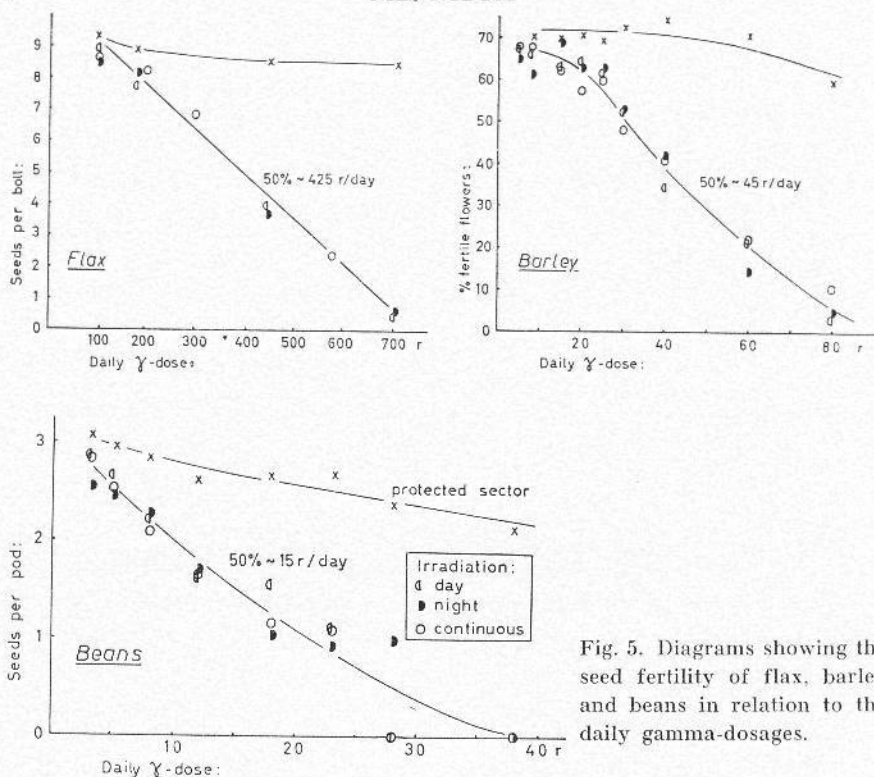 Seeds per boll:
9
8
7
6
5
4
3
2
1
0
50% ~ 425 r/day
Flax
100 200 300 400 500 600 700 r
Daily γ-dose:
% fertile flowers:
70
60
50
40
30
20
10
0
50% ~ 45 r/day
Barley
20 40 60 80 r
Daily γ-dose:
Seeds per pod:
3
2
1
0
protected sector
50% ~ 15 r/day
Irradiation:
day
night
continuous
Beans
10 20 30 40 r
Daily γ-dose:
Fig. 5. Diagrams showing th
seed fertility of flax, barle
and beans in relation to th
daily gamma-dosages.